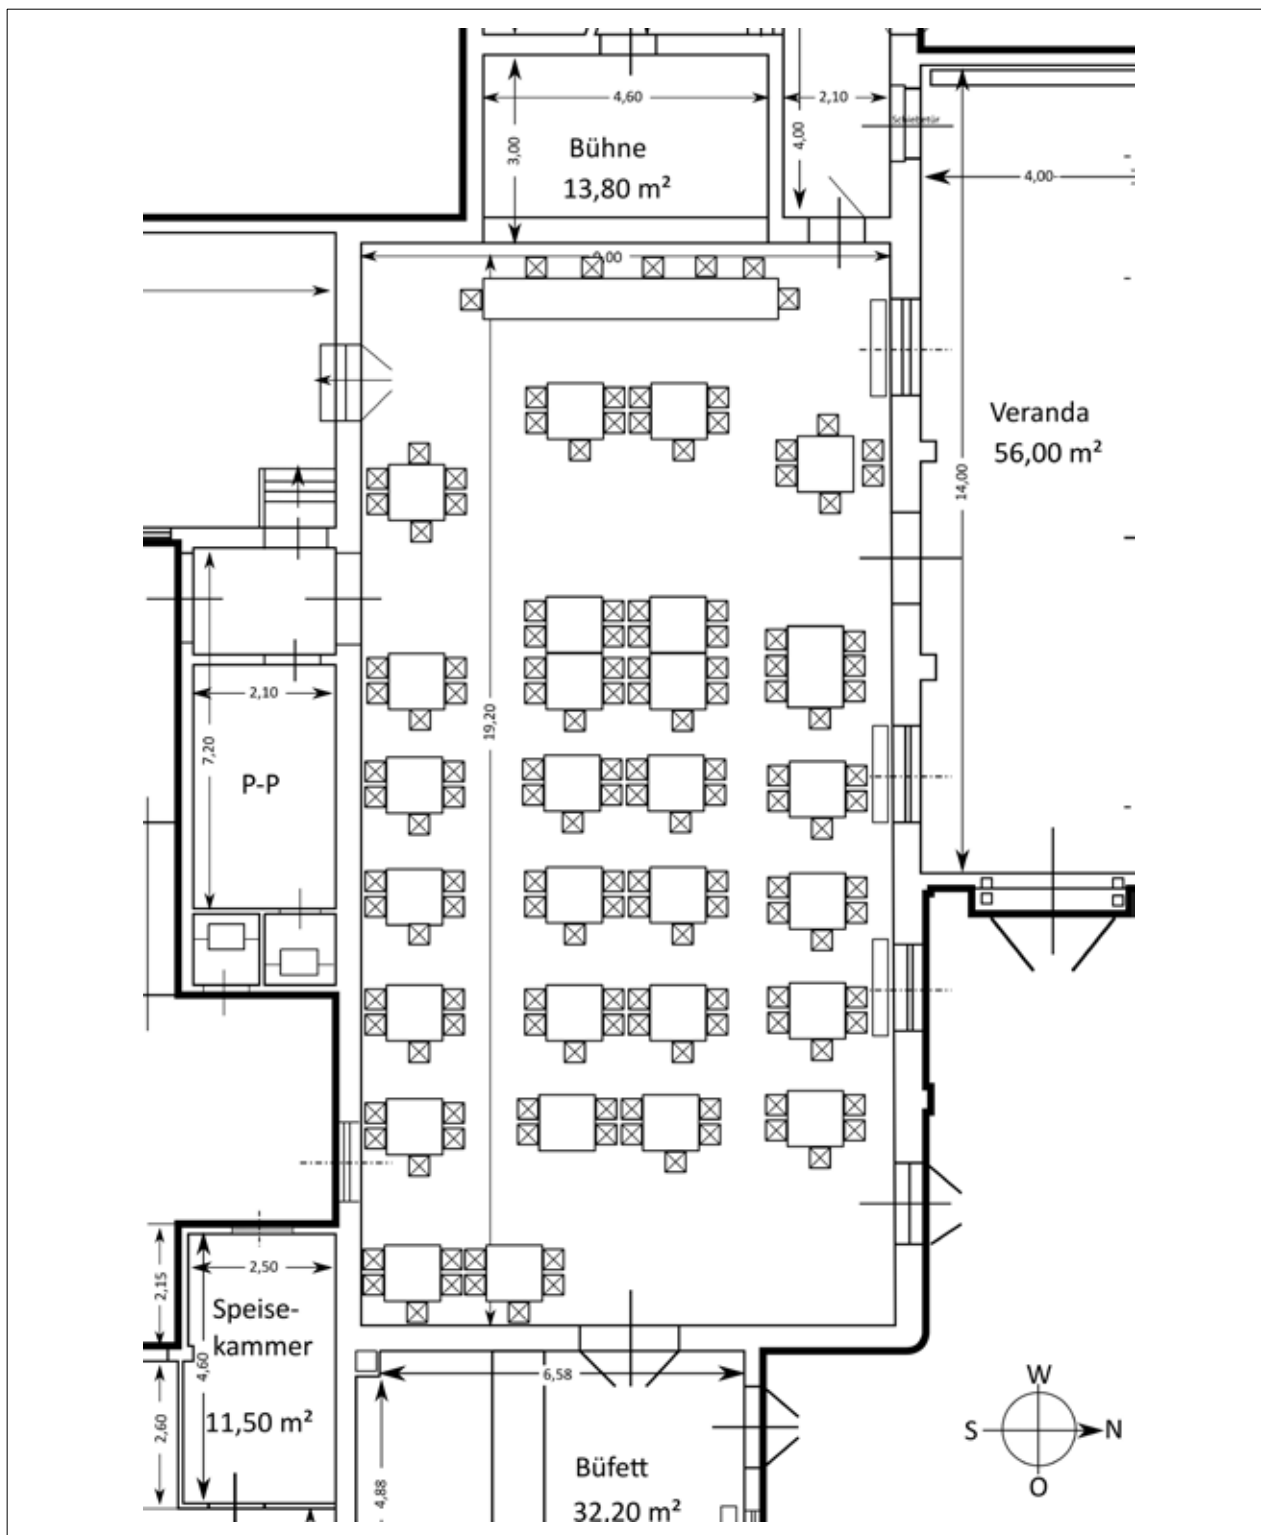 4,60
2,10
Schiebetür
3,00
4,00
Bühne
13,80 m²
4,00
9,00
Veranda
56,00 m²
14,00
2,10
19,20
7,20
P-P
2,50
2,15
Speise-
kammer
4,60
11,50 m²
2,60
6,58
4,88
Büfett
32,20 m²
W
S
N
O